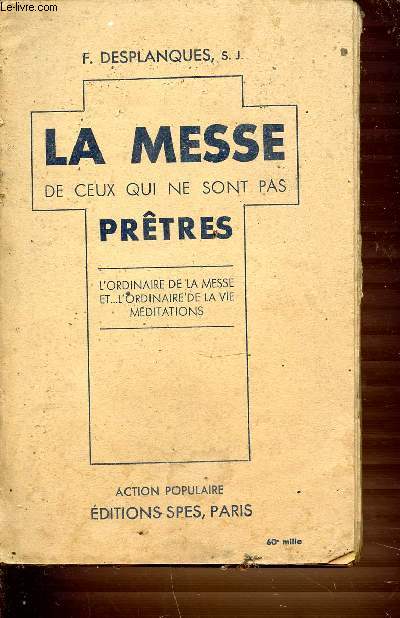 Le-livre.com
F. DESPLANQUES, S. J.
LA MESSE
DE CEUX QUI NE SONT PAS
PRÊTRES
L'ORDINAIRE DE LA MESSE
ET...L'ORDINAIRE DE LA VIE
MÉDITATIONS
ACTION POPULAIRE
ÉDITIONS SPES, PARIS
60e mille